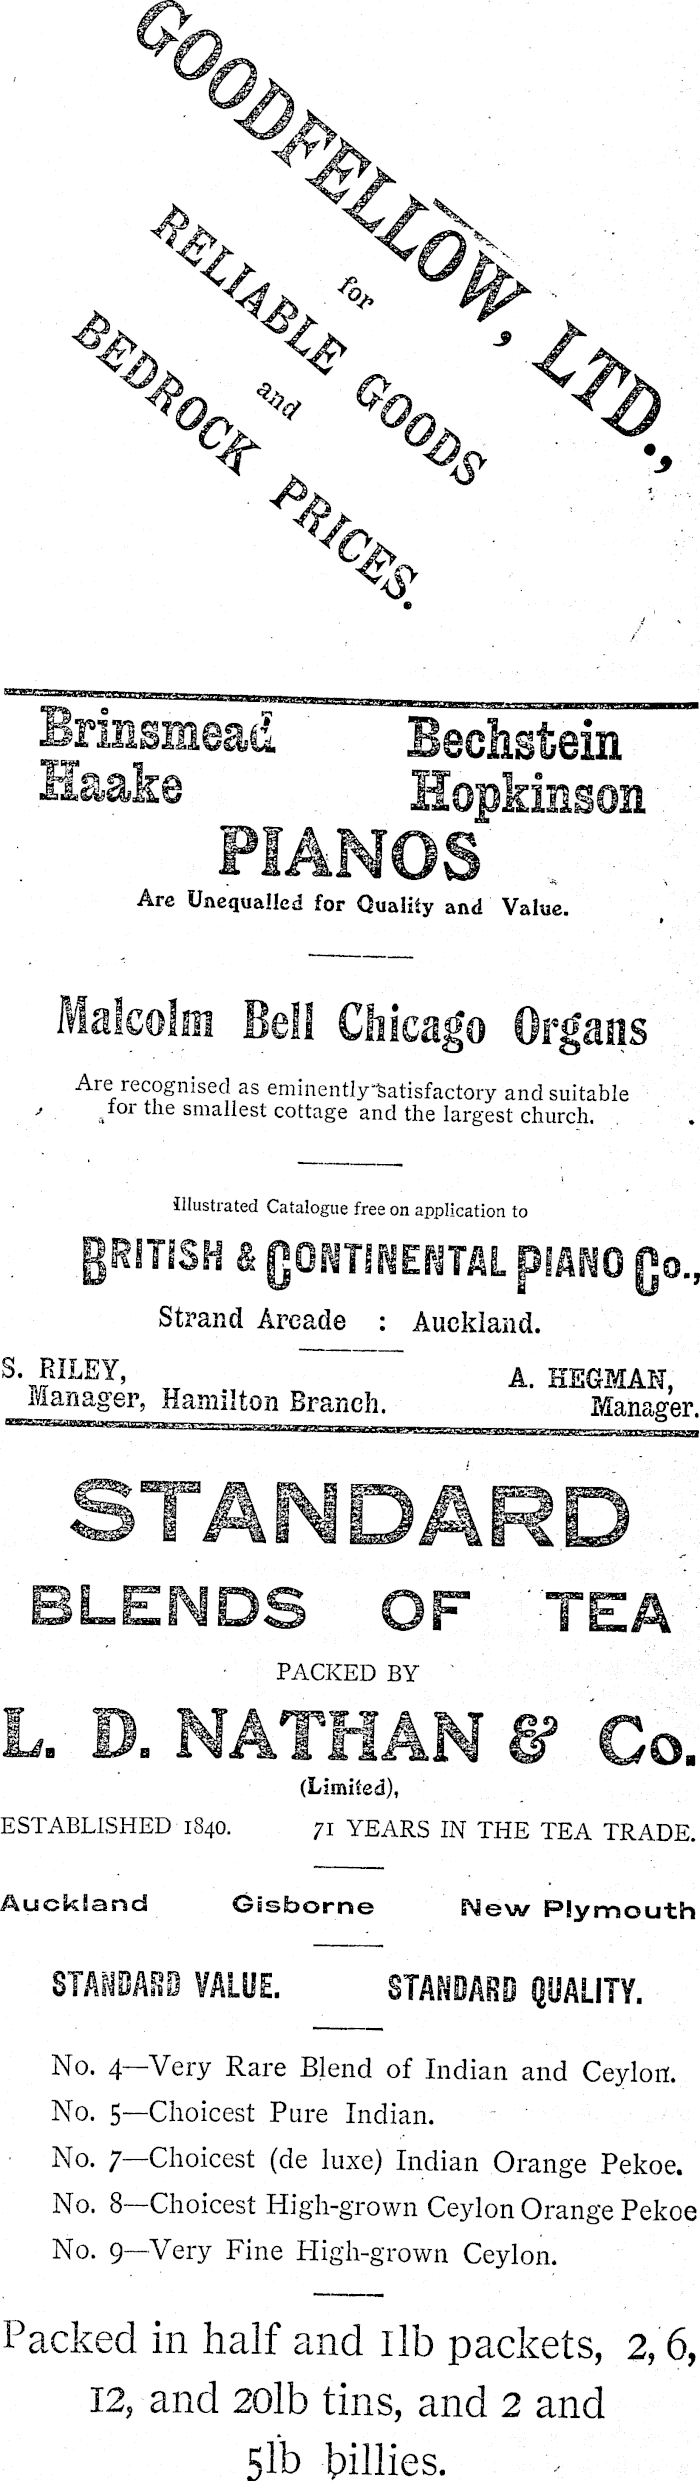 GOODFELLOW, LTD.,
for
RELIABLE GOODS
and
BEDROCK PRICES.
Brinsmead Bechstein
Haake Hopkinson
PIANOS
Are Unequalled for Quality and Value.
Malcolm Bell Chicago Organs
Are recognised as eminently satisfactory and suitable
for the smallest cottage and the largest church.
Illustrated Catalogue free on application to
BRITISH & CONTINENTAL PIANO CO.,
Strand Arcade : Auckland.
S. RILEY, A. HEGMAN,
Manager, Hamilton Branch. Manager.
STANDARD
BLENDS OF TEA
PACKED BY
L. D. NATHAN & Co.
(Limited),
ESTABLISHED 1840. 71 YEARS IN THE TEA TRADE.
Auckland Gisborne New Plymouth
STANDARD VALUE. STANDARD QUALITY.
No. 4—Very Rare Blend of Indian and Ceylon.
No. 5—Choicest Pure Indian.
No. 7—Choicest (de luxe) Indian Orange Pekoe.
No. 8—Choicest High-grown Ceylon Orange Pekoe
No. 9—Very Fine High-grown Ceylon.
Packed in half and 1lb packets, 2, 6,
12, and 20lb tins, and 2 and
5lb billies.